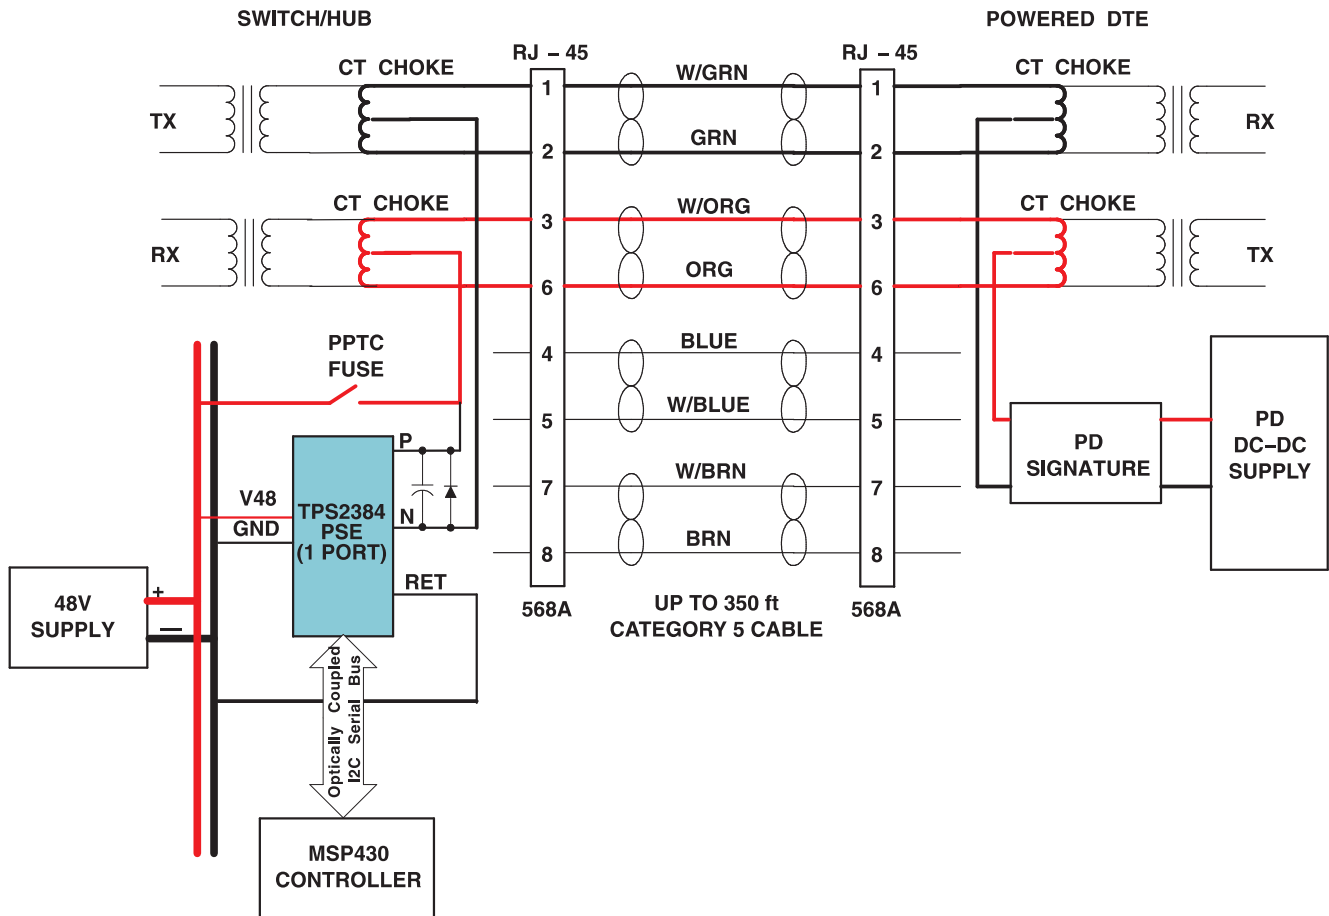 SWITCH/HUB
POWERED DTE
RJ – 45
RJ – 45
CT CHOKE
W/GRN
CT CHOKE
1
1
TX
RX
GRN
2
2
CT CHOKE
W/ORG
CT CHOKE
3
3
RX
TX
ORG
6
6
PPTC
FUSE
BLUE
4
4
W/BLUE
5
5
PD
SIGNATURE
PD
DC–DC
SUPPLY
P
W/BRN
7
7
V48
GND
TPS2384
PSE
(1 PORT)
N
BRN
8
8
RET
568A
568A
UP TO 350 ft
CATEGORY 5 CABLE
48V
SUPPLY
+
—
Optically Coupled
I2C Serial Bus
MSP430
CONTROLLER